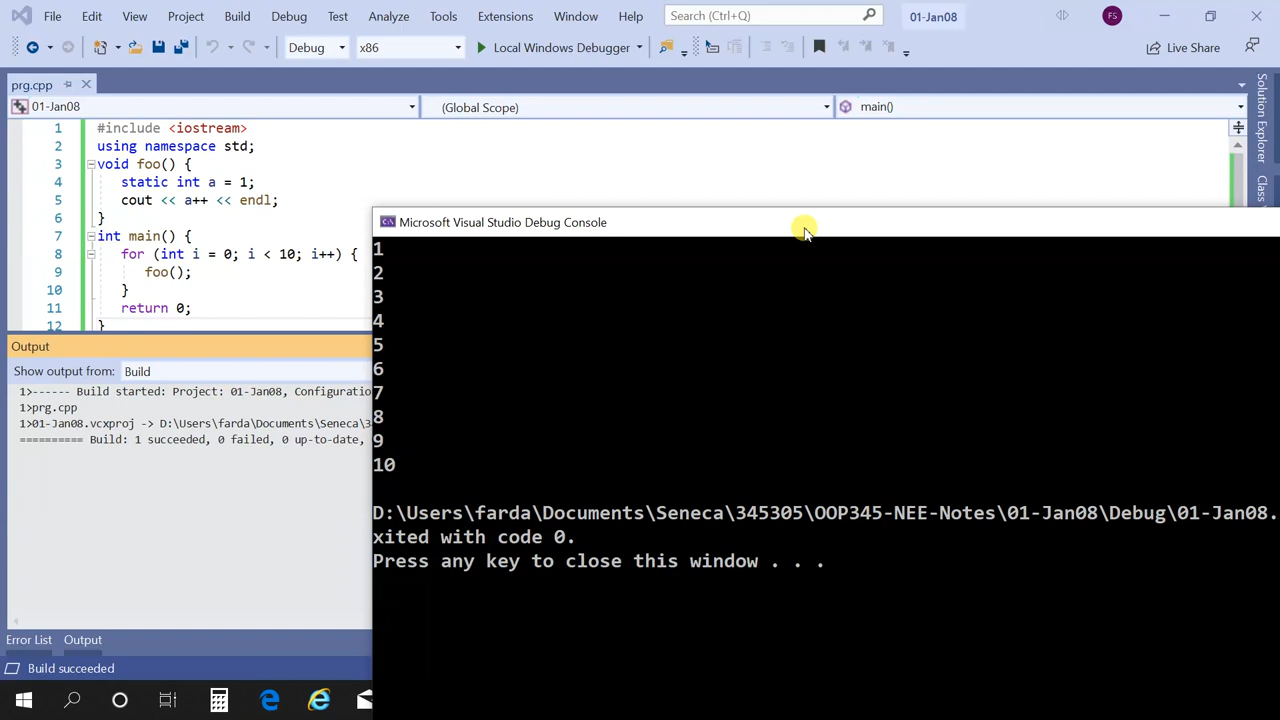 File Edit View Project Build Debug Test Analyze Tools Extensions Window Help Search (Ctrl+Q) 01-Jan08 FS
Debug x86 Local Windows Debugger Live Share
prg.cpp
01-Jan08 (Global Scope) main()
1 #include <iostream>
2 using namespace std;
3 void foo() {
4 static int a = 1;
5 cout << a++ << endl;
6 }
7 int main() {
8 for (int i = 0; i < 10; i++) {
9 foo();
10 }
11 return 0;
12 }
Solution Explorer
Class
Output
Show output from: Build
1>------ Build started: Project: 01-Jan08, Configuratio
1>prg.cpp
1>01-Jan08.vcxproj -> D:\Users\farda\Documents\Seneca\3
========== Build: 1 succeeded, 0 failed, 0 up-to-date,
Error List Output
Build succeeded
Microsoft Visual Studio Debug Console
1
2
3
4
5
6
7
8
9
10
D:\Users\farda\Documents\Seneca\345305\OOP345-NEE-Notes\01-Jan08\Debug\01-Jan08.
xited with code 0.
Press any key to close this window . . .